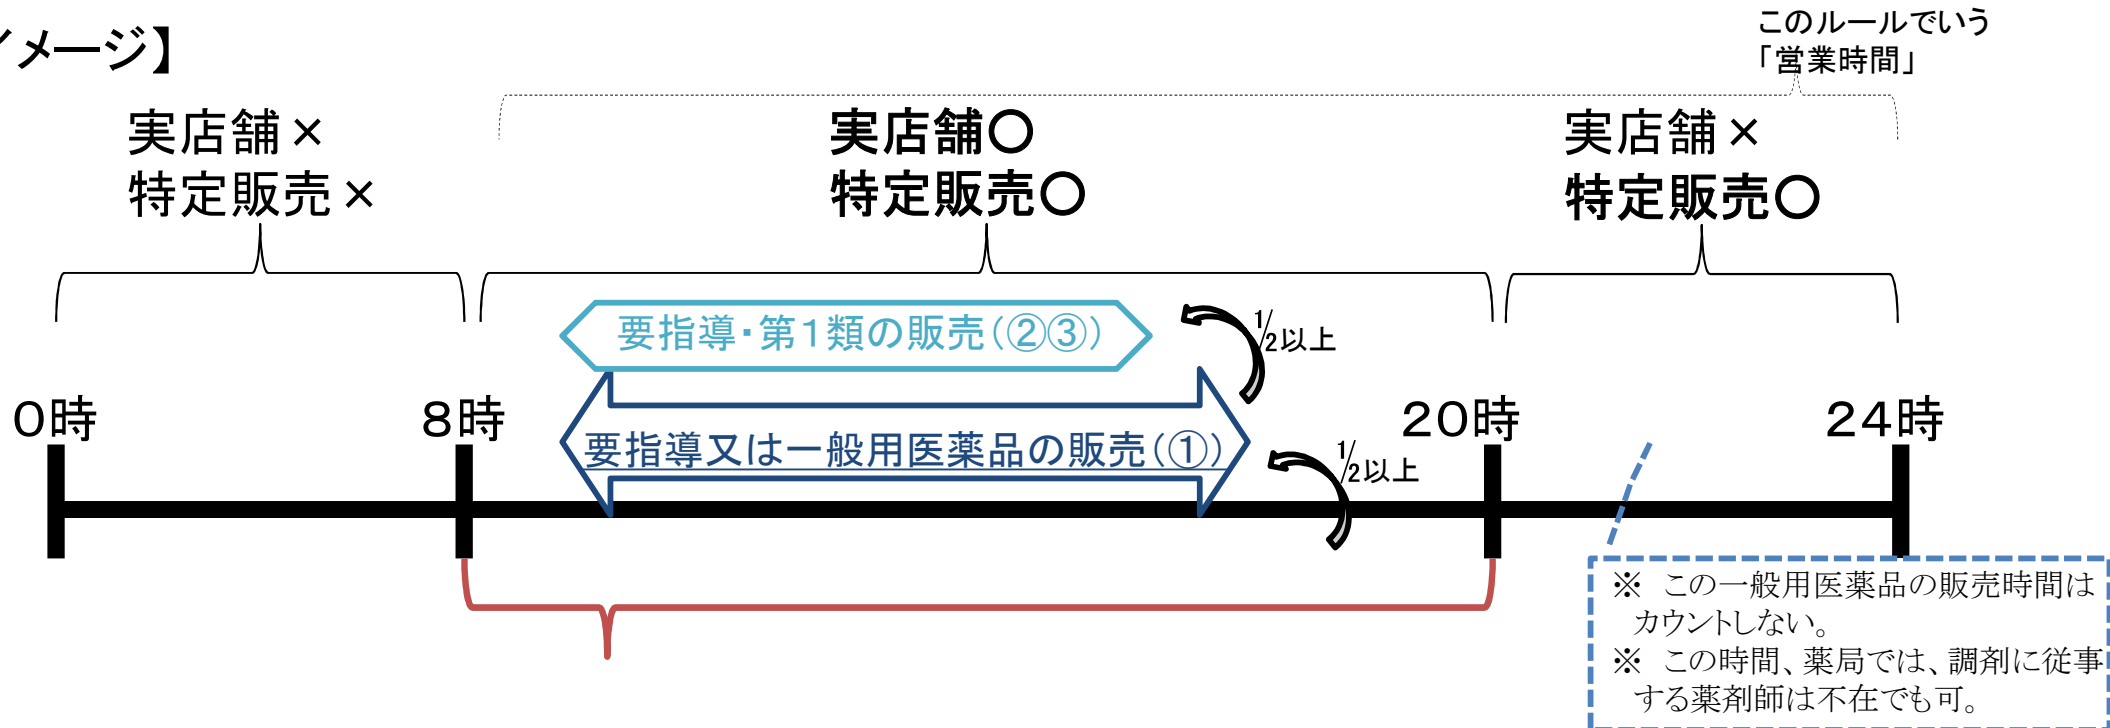 イメージ】
このルールでいう
「営業時間」
実店舗×
特定販売×
実店舗〇
特定販売〇
実店舗×
特定販売〇
要指導・第1類の販売(②③)
1/2以上
要指導又は一般用医薬品の販売(①)
1/2以上
0時
8時
20時
24時
※ この一般用医薬品の販売時間は
カウントしない。
※ この時間、薬局では、調剤に従事
する薬剤師は不在でも可。